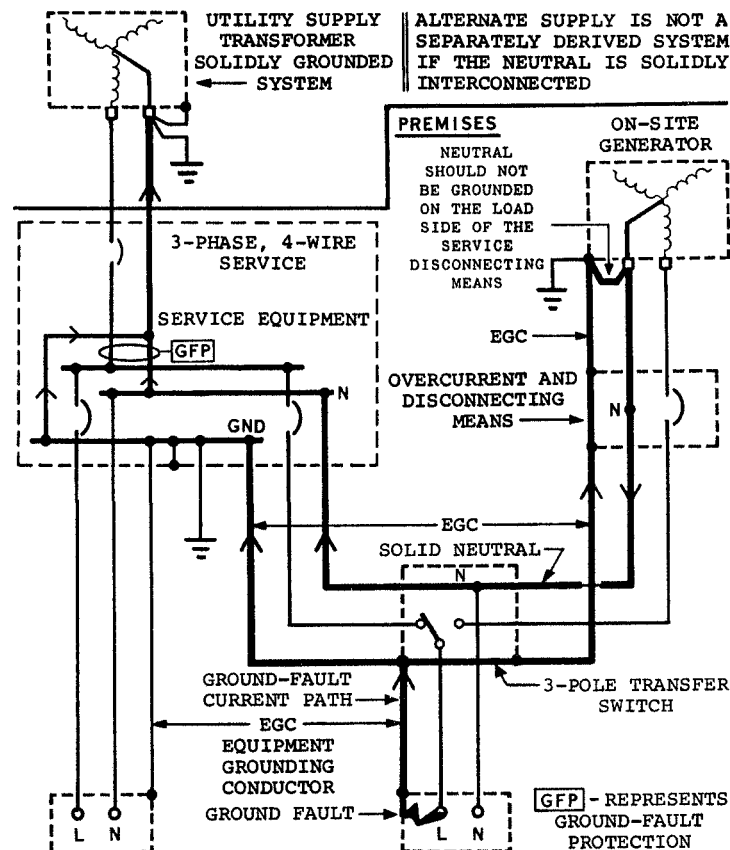 UTILITY SUPPLY
TRANSFORMER
SOLIDLY GROUNDED
SYSTEM
ALTERNATE SUPPLY IS NOT A
SEPARATELY DERIVED SYSTEM
IF THE NEUTRAL IS SOLIDLY
INTERCONNECTED
PREMISES
ON-SITE
GENERATOR
NEUTRAL
SHOULD NOT
BE GROUNDED
ON THE LOAD
SIDE OF THE
SERVICE
DISCONNECTING
MEANS
3-PHASE, 4-WIRE
SERVICE
SERVICE EQUIPMENT
GFP
EGC
N
OVERCURRENT AND
DISCONNECTING
MEANS
N
GND
EGC
SOLID NEUTRAL
N
GROUND-FAULT
CURRENT PATH
3-POLE TRANSFER
SWITCH
EGC
EQUIPMENT
GROUNDING
CONDUCTOR
GROUND FAULT
L N
L N
GFP - REPRESENTS
GROUND-FAULT
PROTECTION